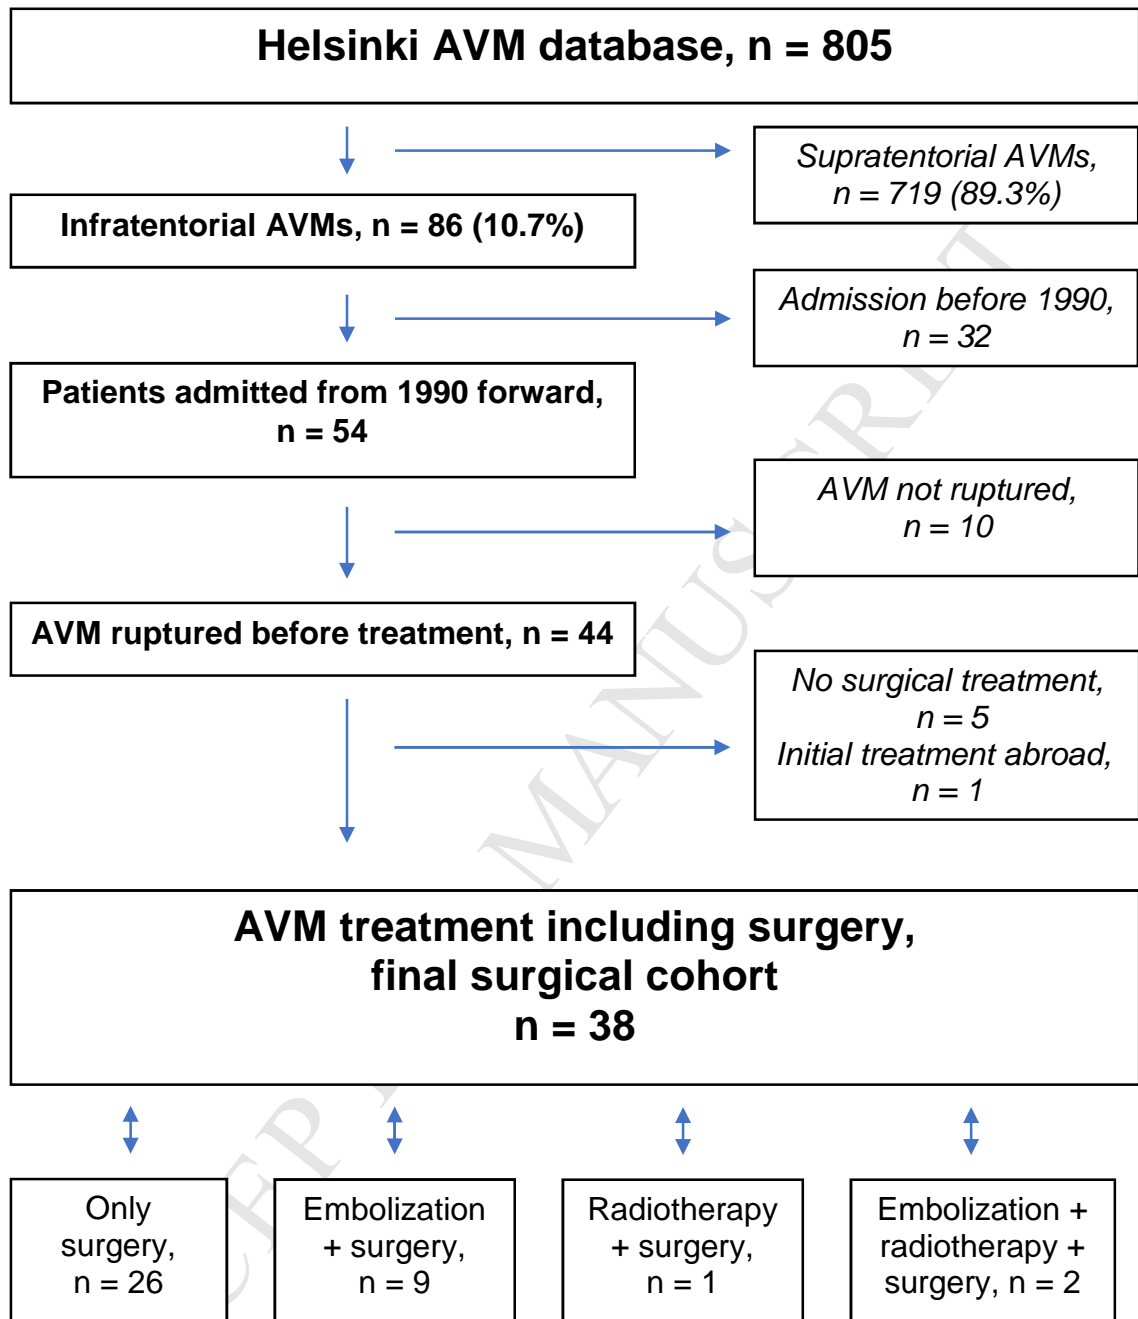 Helsinki AVM database, n = 805
Supratentorial AVMs,
n = 719 (89.3%)
Infratentorial AVMs, n = 86 (10.7%)
Admission before 1990,
n = 32
Patients admitted from 1990 forward,
n = 54
AVM not ruptured,
n = 10
AVM ruptured before treatment, n = 44
No surgical treatment,
n = 5
Initial treatment abroad,
n = 1
AVM treatment including surgery,
final surgical cohort
n = 38
Only
surgery,
n = 26
Embolization
+ surgery,
n = 9
Radiotherapy
+ surgery,
n = 1
Embolization +
radiotherapy +
surgery, n = 2